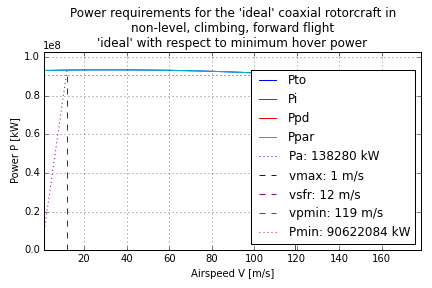 Power requirements for the 'ideal' coaxial rotorcraft in
non-level, climbing, forward flight
'ideal' with respect to minimum hover power
1e8
1.0
0.8
0.6
0.4
0.2
0.0
Power P [kW]
Pto
Pi
Ppd
Ppar
Pa: 138280 kW
vmax: 1 m/s
vsfr: 12 m/s
vpmin: 119 m/s
Pmin: 90622084 kW
20 40 60 80 100 120 140 160
Airspeed V [m/s]